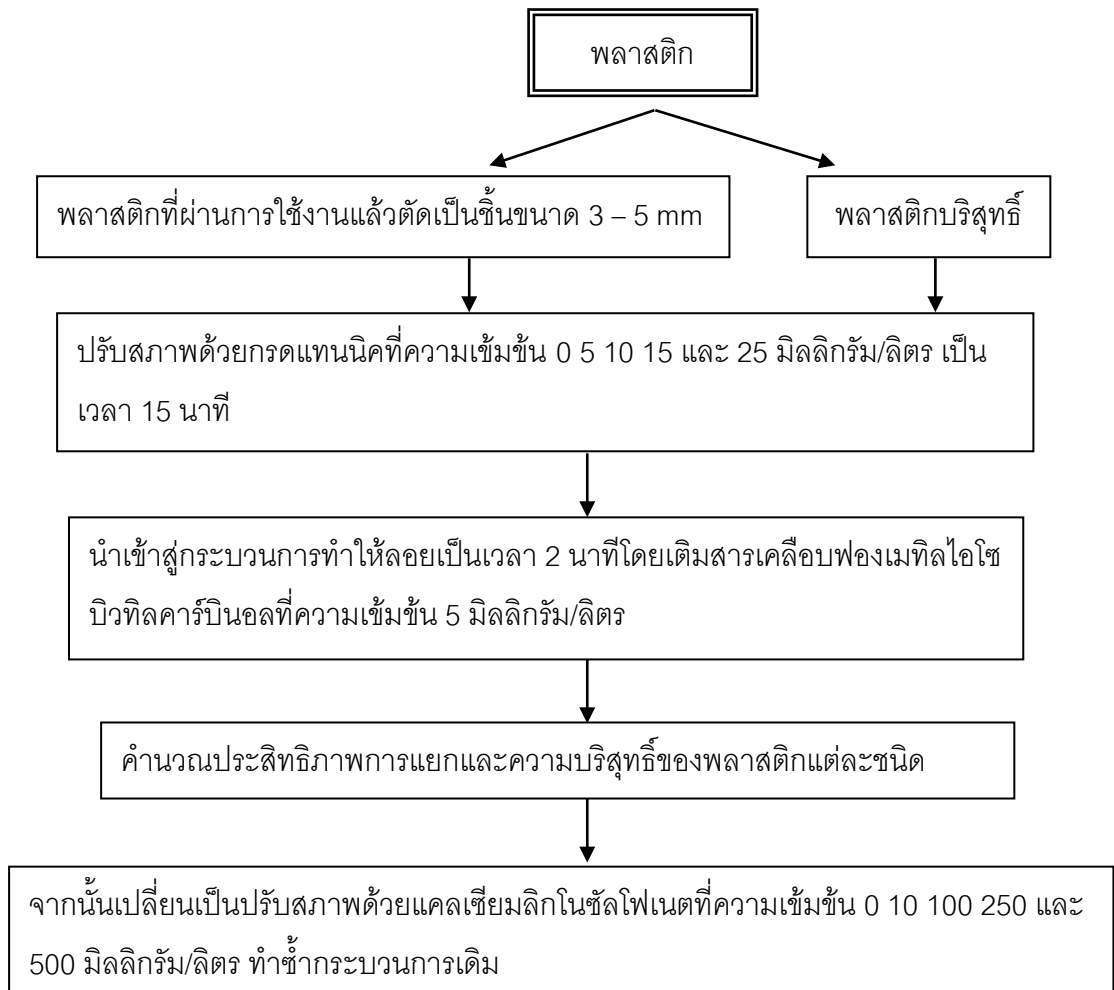 พลาสติก
พลาสติกที่ผ่านการใช้งานแล้วตัดเป็นชิ้นขนาด 3 – 5 mm
พลาสติกบริสุทธิ์
ปรับสภาพด้วยกรดแทนนิคที่ความเข้มข้น 0 5 10 15 และ 25 มิลลิกรัม/ลิตร เป็น
เวลา 15 นาที
นำเข้าสู่กระบวนการทำให้ลอยเป็นเวลา 2 นาทีโดยเติมสารเคลือบฟองเมทิลไอโซ
บิวทิลคาร์บินอลที่ความเข้มข้น 5 มิลลิกรัม/ลิตร
คำนวณประสิทธิภาพการแยกและความบริสุทธิ์ของพลาสติกแต่ละชนิด
จากนั้นเปลี่ยนเป็นปรับสภาพด้วยแคลเซียมลิกโนซัลโฟเนตที่ความเข้มข้น 0 10 100 250 และ
500 มิลลิกรัม/ลิตร ทำซ้ำกระบวนการเดิม